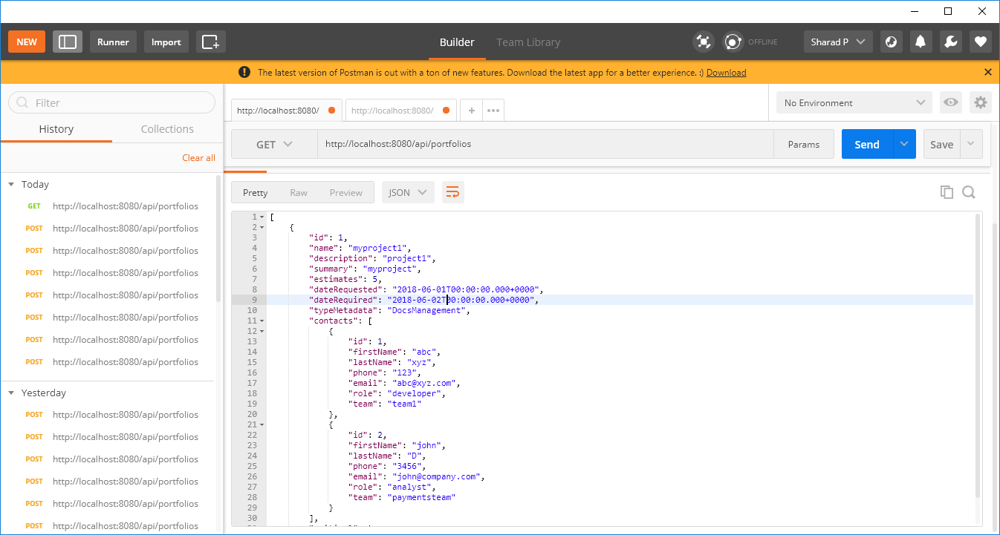 NEW Runner Import Builder Team Library OFFLINE Sharad P
The latest version of Postman is out with a ton of new features. Download the latest app for a better experience. :) Download
Filter
History Collections
Clear all
Today
GET http://localhost:8080/api/portfolios
POST http://localhost:8080/api/portfolios
POST http://localhost:8080/api/portfolios
POST http://localhost:8080/api/portfolios
POST http://localhost:8080/api/portfolios
POST http://localhost:8080/api/portfolios
POST http://localhost:8080/api/portfolios
POST http://localhost:8080/api/portfolios
Yesterday
POST http://localhost:8080/api/portfolios
POST http://localhost:8080/api/portfolios
POST http://localhost:8080/api/portfolios
POST http://localhost:8080/api/portfolios
POST http://localhost:8080/api/portfolios
POST http://localhost:8080/api/portfolios
http://localhost:8080/ http://localhost:8080/ + ••• No Environment
GET http://localhost:8080/api/portfolios Params Send Save
Pretty Raw Preview JSON
1 [
2 {
3 "id": 1,
4 "name": "myproject1",
5 "description": "project1",
6 "summary": "myproject",
7 "estimates": 5,
8 "dateRequested": "2018-06-01T00:00:00.000+0000",
9 "dateRequired": "2018-06-02T00:00:00.000+0000",
10 "typeMetadata": "DocsManagement",
11 "contacts": [
12 {
13 "id": 1,
14 "firstName": "abc",
15 "lastName": "xyz",
16 "phone": "123",
17 "email": "abc@xyz.com",
18 "role": "developer",
19 "team": "team1"
20 },
21 {
22 "id": 2,
23 "firstName": "john",
24 "lastName": "D",
25 "phone": "3456",
26 "email": "john@company.com",
27 "role": "analyst",
28 "team": "paymentsteam"
29 }
30 ],